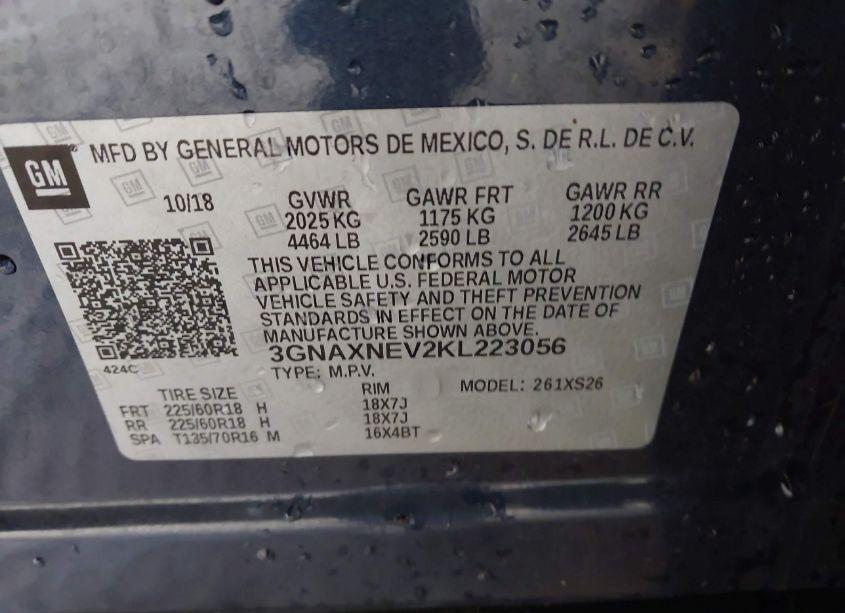 GM
MFD BY GENERAL MOTORS DE MEXICO, S. DE R.L. DE C.V.
10/18 GVWR GAWR FRT GAWR RR
2025 KG 1175 KG 1200 KG
4464 LB 2590 LB 2645 LB
THIS VEHICLE CONFORMS TO ALL
APPLICABLE U.S. FEDERAL MOTOR
VEHICLE SAFETY AND THEFT PREVENTION
STANDARDS IN EFFECT ON THE DATE OF
MANUFACTURE SHOWN ABOVE.
3GNAXNEV2KL223056
424C
TYPE: M.P.V. MODEL: 261XS26
TIRE SIZE RIM
FRT 225/60R18 H 18X7J
RR 225/60R18 H 18X7J
SPA T135/70R16 M 16X4BT